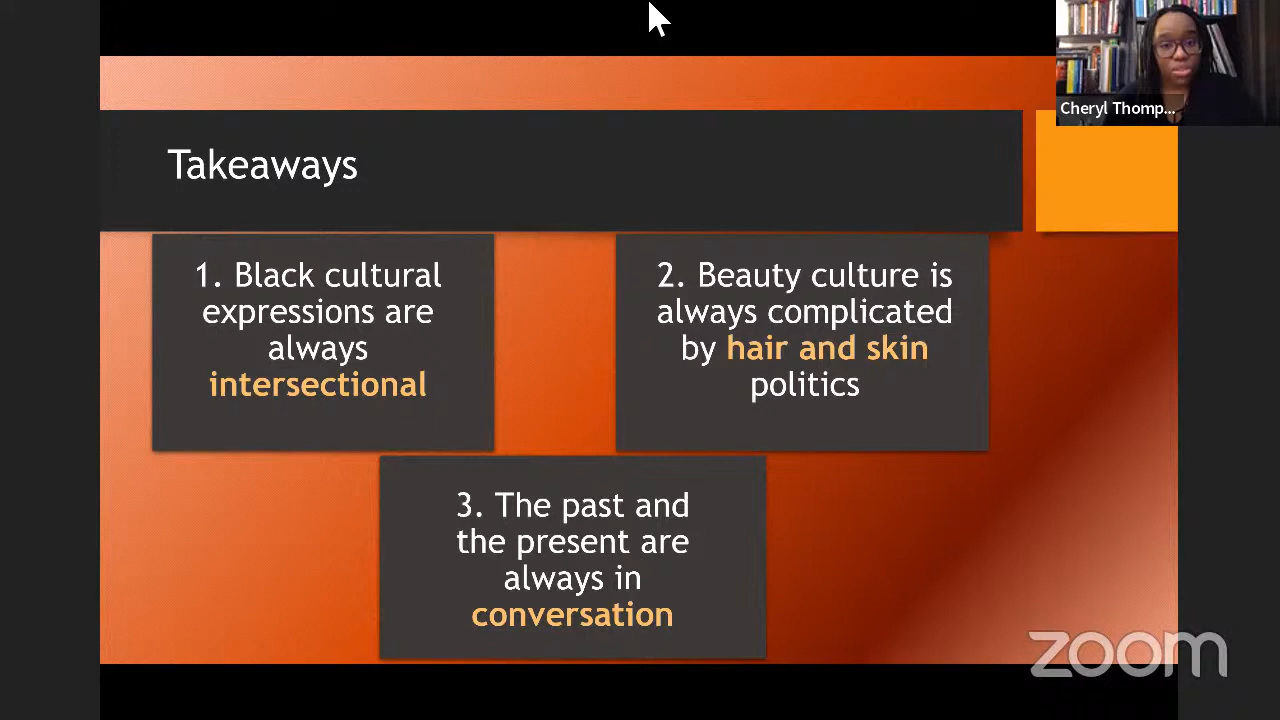 Cheryl Thomp...
Takeaways
1. Black cultural
expressions are
always
intersectional
2. Beauty culture is
always complicated
by hair and skin
politics
3. The past and
the present are
always in
conversation
zoom